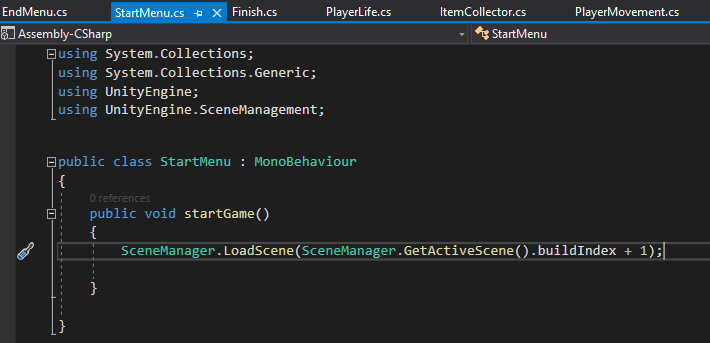 EndMenu.cs StartMenu.cs Finish.cs PlayerLife.cs ItemCollector.cs PlayerMovement.cs
Assembly-CSharp StartMenu
using System.Collections;
using System.Collections.Generic;
using UnityEngine;
using UnityEngine.SceneManagement;
public class StartMenu : MonoBehaviour
{
0 references
public void startGame()
{
SceneManager.LoadScene(SceneManager.GetActiveScene().buildIndex + 1);
}
}